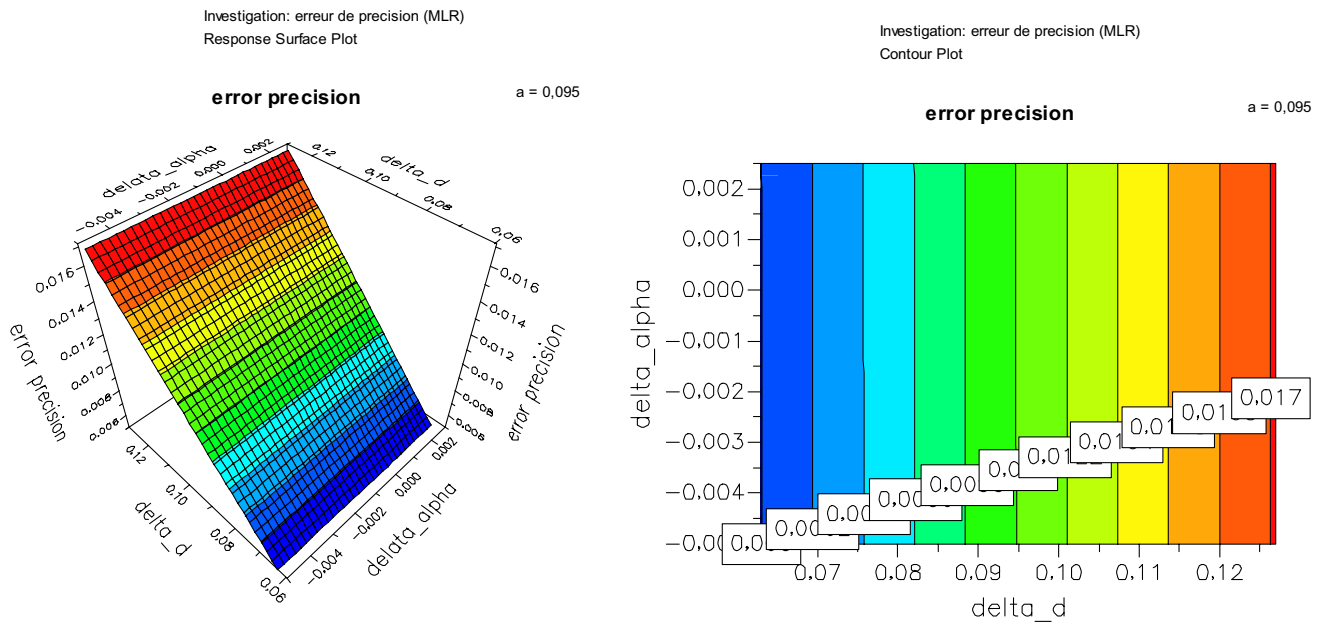 Investigation: erreur de precision (MLR)
Response Surface Plot
error precision
a = 0,095
delata_alpha
-0.004
-0.002
0.000
0.002
delta_d
0.12
0.10
0.08
0.06
0.016
0.014
0.012
0.010
0.008
0.006
error precision
0.016
0.014
0.012
0.010
0.008
0.006
error precision
0.12
0.10
0.08
0.06
delta_d
-0.004
-0.002
0.000
0.002
delata_alpha
Investigation: erreur de precision (MLR)
Contour Plot
error precision
a = 0,095
0,002
0,001
0,000
-0,001
-0,002
-0,003
-0,004
delta_alpha
0,017
0,07
0,08
0,09
0,10
0,11
0,12
delta_d